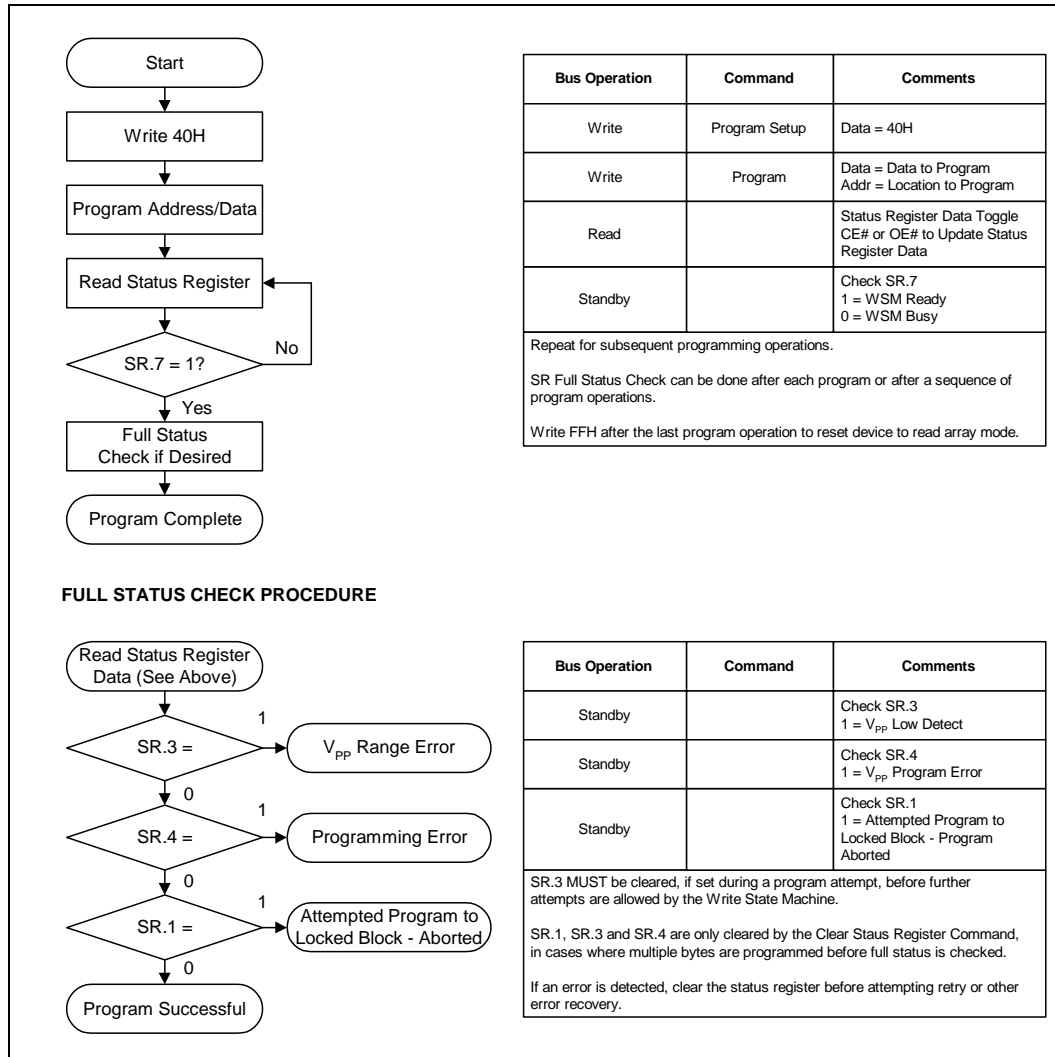 Start
Write 40H
Program Address/Data
Read Status Register
No
SR.7 = 1?
Yes
Full Status
Check if Desired
Program Complete
Bus Operation Command Comments
Write Program Setup Data = 40H
Write Program Data = Data to Program
Addr = Location to Program
Read Status Register Data Toggle
CE# or OE# to Update Status
Register Data
Standby Check SR.7
1 = WSM Ready
0 = WSM Busy
Repeat for subsequent programming operations.
SR Full Status Check can be done after each program or after a sequence of
program operations.
Write FFH after the last program operation to reset device to read array mode.
FULL STATUS CHECK PROCEDURE
Read Status Register
Data (See Above)
1
SR.3 = VPP Range Error
0
1
SR.4 = Programming Error
0
1
SR.1 = Attempted Program to
Locked Block - Aborted
0
Program Successful
Bus Operation Command Comments
Standby Check SR.3
1 = VPP Low Detect
Standby Check SR.4
1 = VPP Program Error
Standby Check SR.1
1 = Attempted Program to
Locked Block - Program
Aborted
SR.3 MUST be cleared, if set during a program attempt, before further
attempts are allowed by the Write State Machine.
SR.1, SR.3 and SR.4 are only cleared by the Clear Staus Register Command,
in cases where multiple bytes are programmed before full status is checked.
If an error is detected, clear the status register before attempting retry or other
error recovery.